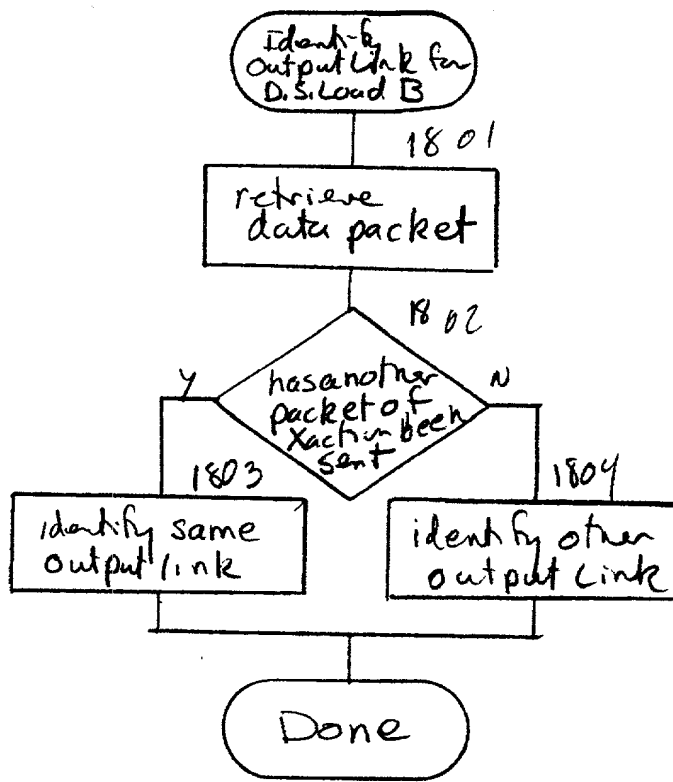 Identify
Output Link for
D.S. Load B
1801
retrieve
data packet
1802
has another
packet of
Xaction been
sent
Y
N
1803
identify same
output link
1804
identify other
output Link
Done